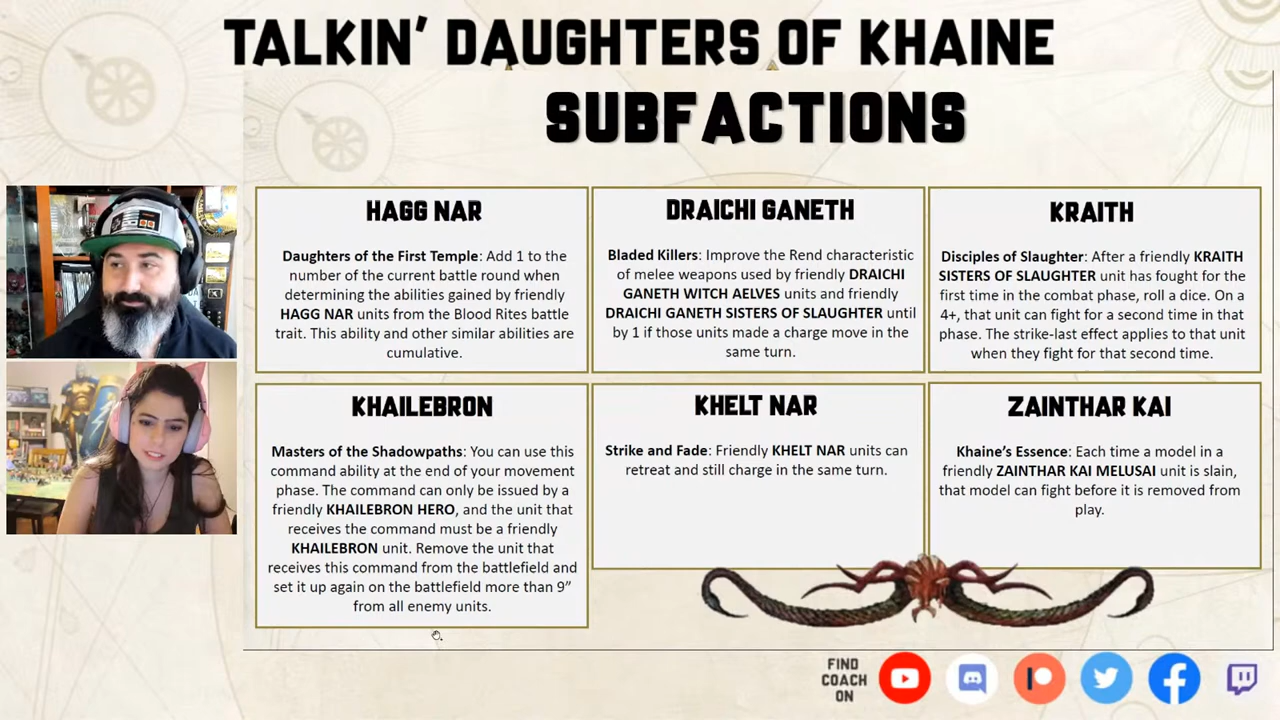 TALKIN' DAUGHTERS OF KHAINE
SUBFACTIONS
HAGG NAR
Daughters of the First Temple: Add 1 to the
number of the current battle round when
determining the abilities gained by friendly
HAGG NAR units from the Blood Rites battle
trait. This ability and other similar abilities are
cumulative.
DRAICHI GANETH
Bladed Killers: Improve the Rend characteristic
of melee weapons used by friendly DRAICHI
GANETH WITCH AELVES units and friendly
DRAICHI GANETH SISTERS OF SLAUGHTER until
by 1 if those units made a charge move in the
same turn.
KRAITH
Disciples of Slaughter: After a friendly KRAITH
SISTERS OF SLAUGHTER unit has fought for the
first time in the combat phase, roll a dice. On a
4+, that unit can fight for a second time in that
phase. The strike-last effect applies to that unit
when they fight for that second time.
KHAILEBRON
Masters of the Shadowpaths: You can use this
command ability at the end of your movement
phase. The command can only be issued by a
friendly KHAILEBRON HERO, and the unit that
receives the command must be a friendly
KHAILEBRON unit. Remove the unit that
receives this command from the battlefield and
set it up again on the battlefield more than 9"
from all enemy units.
KHELT NAR
Strike and Fade: Friendly KHELT NAR units can
retreat and still charge in the same turn.
ZAINTHAR KAI
Khaine's Essence: Each time a model in a
friendly ZAINTHAR KAI MELUSAI unit is slain,
that model can fight before it is removed from
play.
FIND
COACH
ON